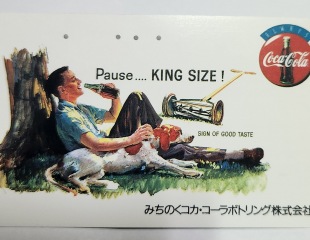 ALWAYS
Coca-Cola
Pause.... KING SIZE!
SIGN OF GOOD TASTE
みちのくコカ·コーラボトリング株式会社